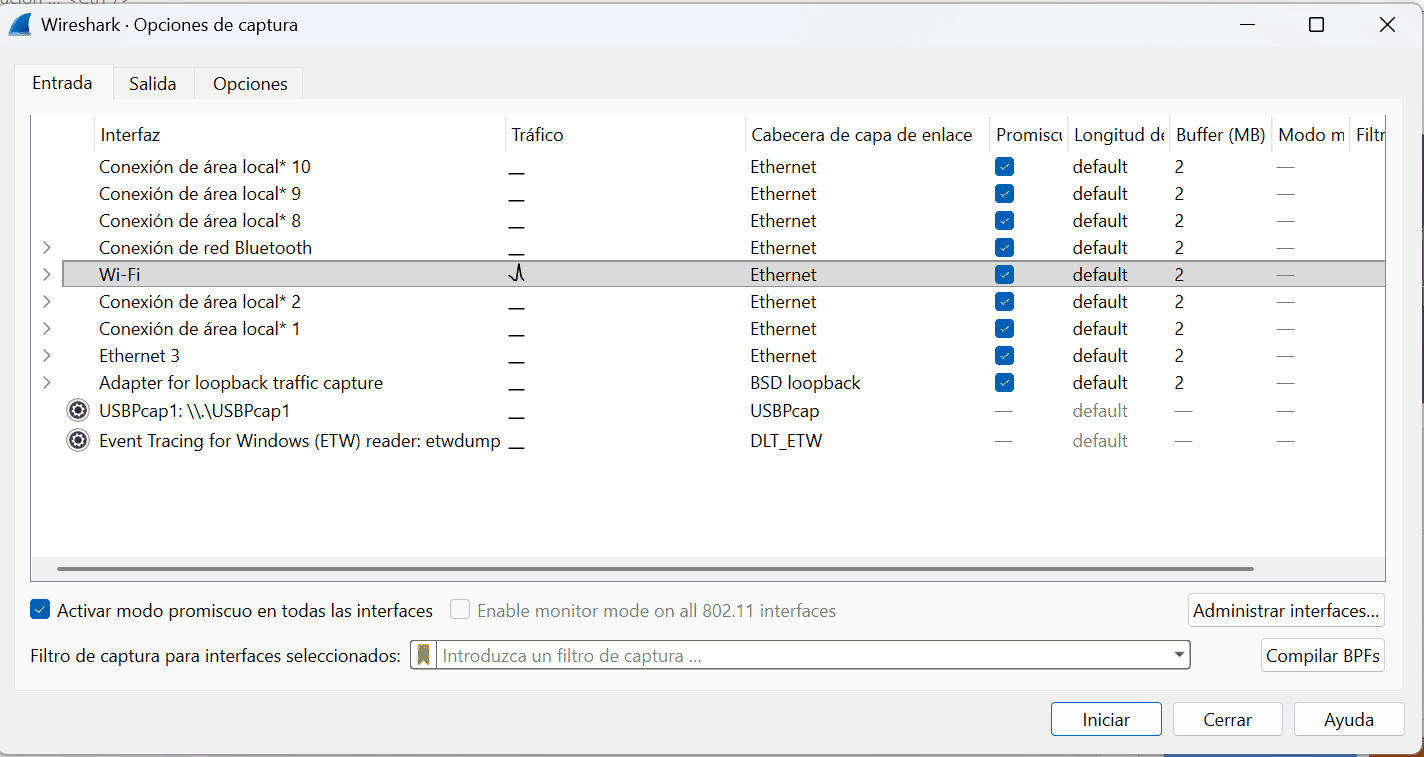 Wireshark · Opciones de captura
Entrada Salida Opciones
Interfaz Tráfico Cabecera de capa de enlace Promiscu Longitud de Buffer (MB) Modo m Filtr
Conexión de área local* 10 Ethernet default 2 —
Conexión de área local* 9 Ethernet default 2 —
Conexión de área local* 8 Ethernet default 2 —
Conexión de red Bluetooth Ethernet default 2 —
Wi-Fi Ethernet default 2 —
Conexión de área local* 2 Ethernet default 2 —
Conexión de área local* 1 Ethernet default 2 —
Ethernet 3 Ethernet default 2 —
Adapter for loopback traffic capture BSD loopback default 2 —
USBPcap1: \\.\USBPcap1 USBPcap — default — —
Event Tracing for Windows (ETW) reader: etwdump DLT_ETW — default — —
Activar modo promiscuo en todas las interfaces Enable monitor mode on all 802.11 interfaces Administrar interfaces...
Filtro de captura para interfaces seleccionados: Introduzca un filtro de captura ... Compilar BPFs
Iniciar Cerrar Ayuda